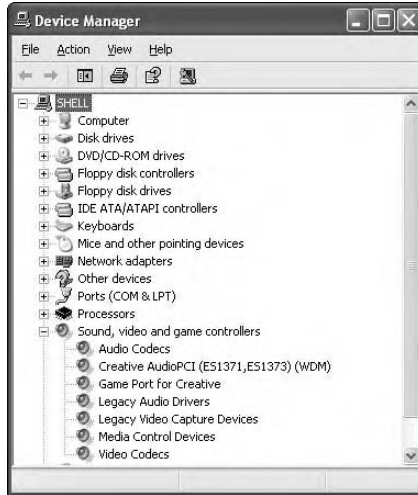 Device Manager
File Action View Help
SHELL
Computer
Disk drives
DVD/CD-ROM drives
Floppy disk controllers
Floppy disk drives
IDE ATA/ATAPI controllers
Keyboards
Mice and other pointing devices
Network adapters
Other devices
Ports (COM & LPT)
Processors
Sound, video and game controllers
Audio Codecs
Creative AudioPCI (ES1371,ES1373) (WDM)
Game Port for Creative
Legacy Audio Drivers
Legacy Video Capture Devices
Media Control Devices
Video Codecs